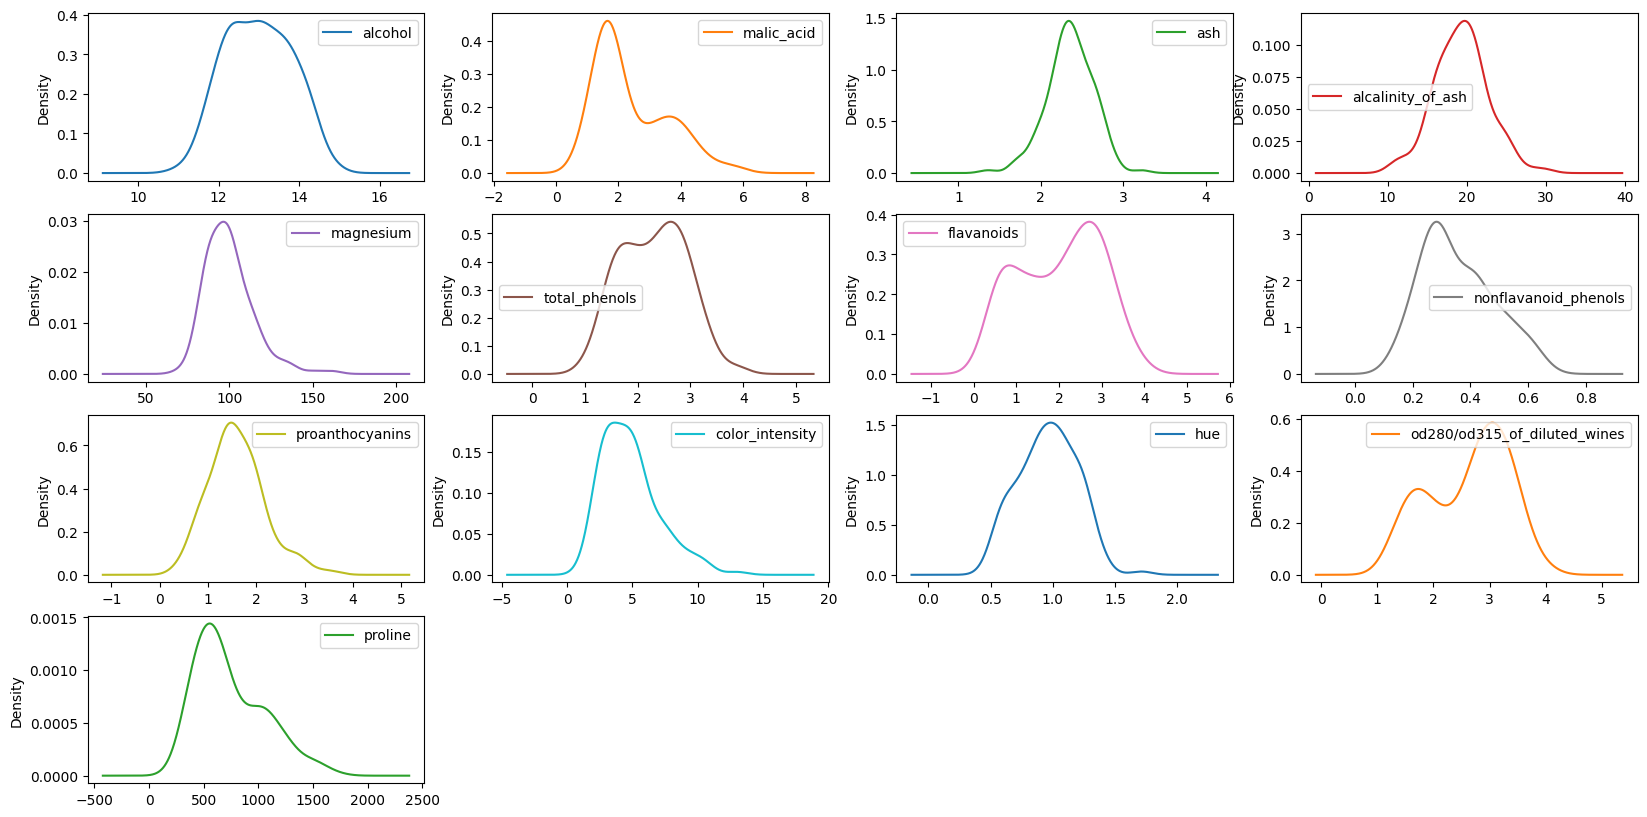 0.4
0.3
0.2
0.1
0.0
Density
alcohol
10 12 14 16
0.4
0.3
0.2
0.1
0.0
Density
malic_acid
−2 0 2 4 6 8
1.5
1.0
0.5
0.0
Density
ash
1 2 3 4
0.100
0.075
0.050
0.025
0.000
Density
alcalinity_of_ash
0 10 20 30 40
0.03
0.02
0.01
0.00
Density
magnesium
50 100 150 200
0.5
0.4
0.3
0.2
0.1
0.0
Density
total_phenols
0 1 2 3 4 5
0.4
0.3
0.2
0.1
0.0
Density
flavanoids
−1 0 1 2 3 4 5 6
3
2
1
0
Density
nonflavanoid_phenols
0.0 0.2 0.4 0.6 0.8
0.6
0.4
0.2
0.0
Density
proanthocyanins
−1 0 1 2 3 4 5
0.15
0.10
0.05
0.00
Density
color_intensity
−5 0 5 10 15 20
1.5
1.0
0.5
0.0
Density
hue
0.0 0.5 1.0 1.5 2.0
0.6
0.4
0.2
0.0
Density
od280/od315_of_diluted_wines
0 1 2 3 4 5
0.0015
0.0010
0.0005
0.0000
Density
proline
−500 0 500 1000 1500 2000 2500